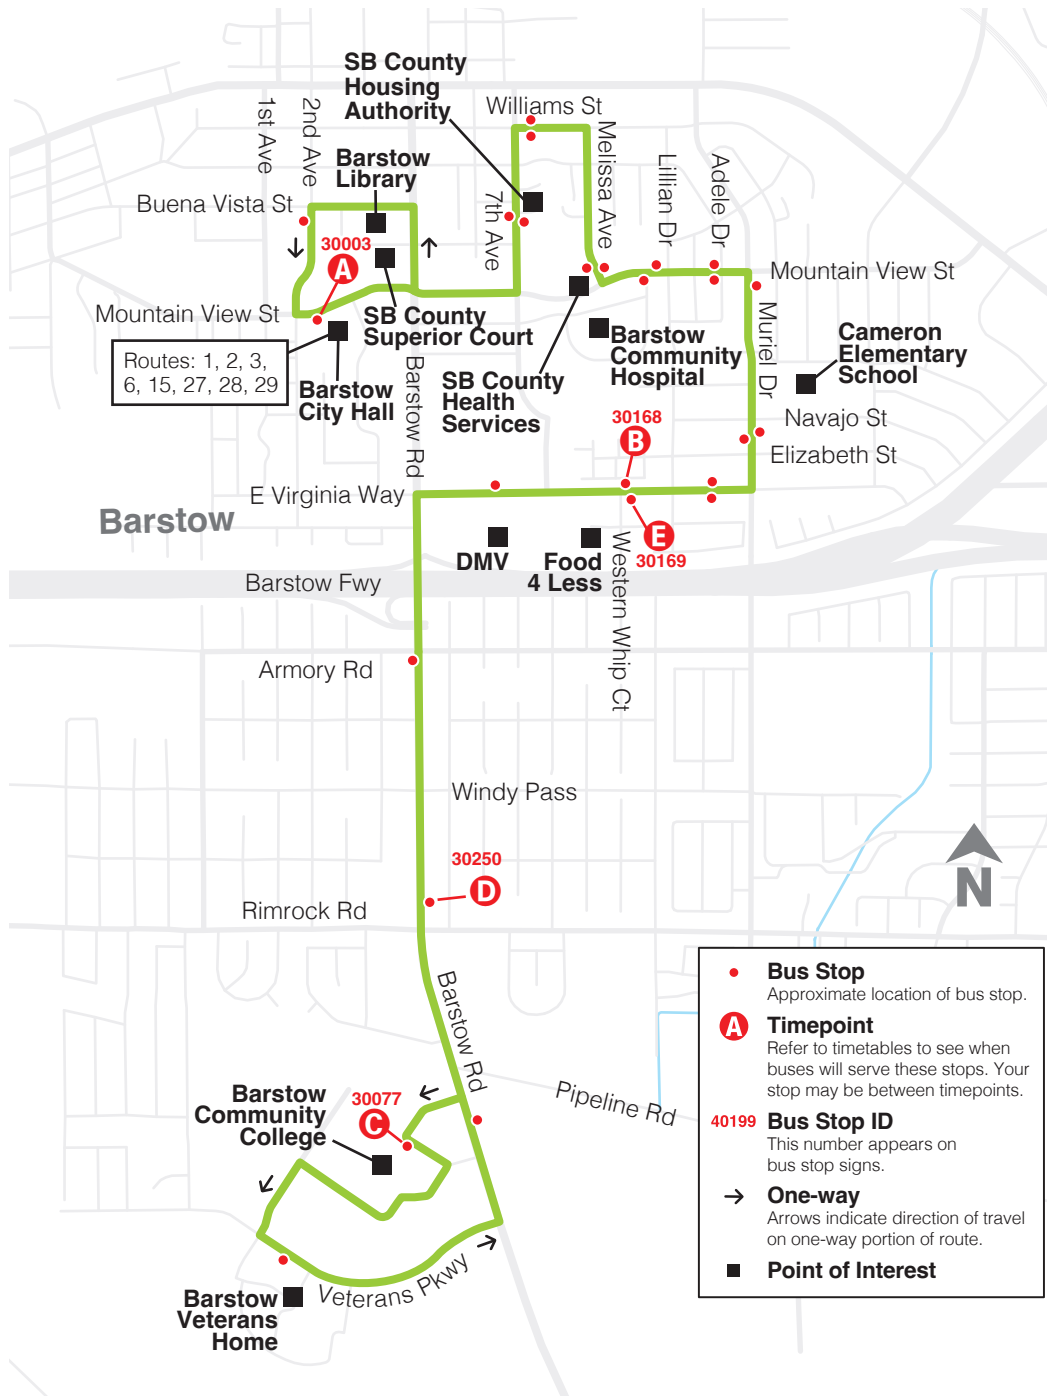 SB County
Housing
Authority
Williams St
1st Ave
2nd Ave
Barstow
Library
Melissa Ave
Lillian Dr
Adele Dr
7th Ave
Buena Vista St
30003
A
Mountain View St
Mountain View St
SB County
Superior Court
Muriel Dr
Routes: 1, 2, 3,
6, 15, 27, 28, 29
Barstow
City Hall
Barstow Rd
SB County
Health
Services
Barstow
Community
Hospital
Cameron
Elementary
School
30168
B
Navajo St
Elizabeth St
E Virginia Way
Barstow
DMV
Food
4 Less
E
30169
Western Whip Ct
Barstow Fwy
Armory Rd
Windy Pass
30250
D
Rimrock Rd
N
Barstow Rd
Pipeline Rd
Barstow
Community
College
30077
C
Veterans Pkwy
Barstow
Veterans
Home
Bus Stop
Approximate location of bus stop.
A
Timepoint
Refer to timetables to see when
buses will serve these stops. Your
stop may be between timepoints.
40199
Bus Stop ID
This number appears on
bus stop signs.
One-way
Arrows indicate direction of travel
on one-way portion of route.
Point of Interest